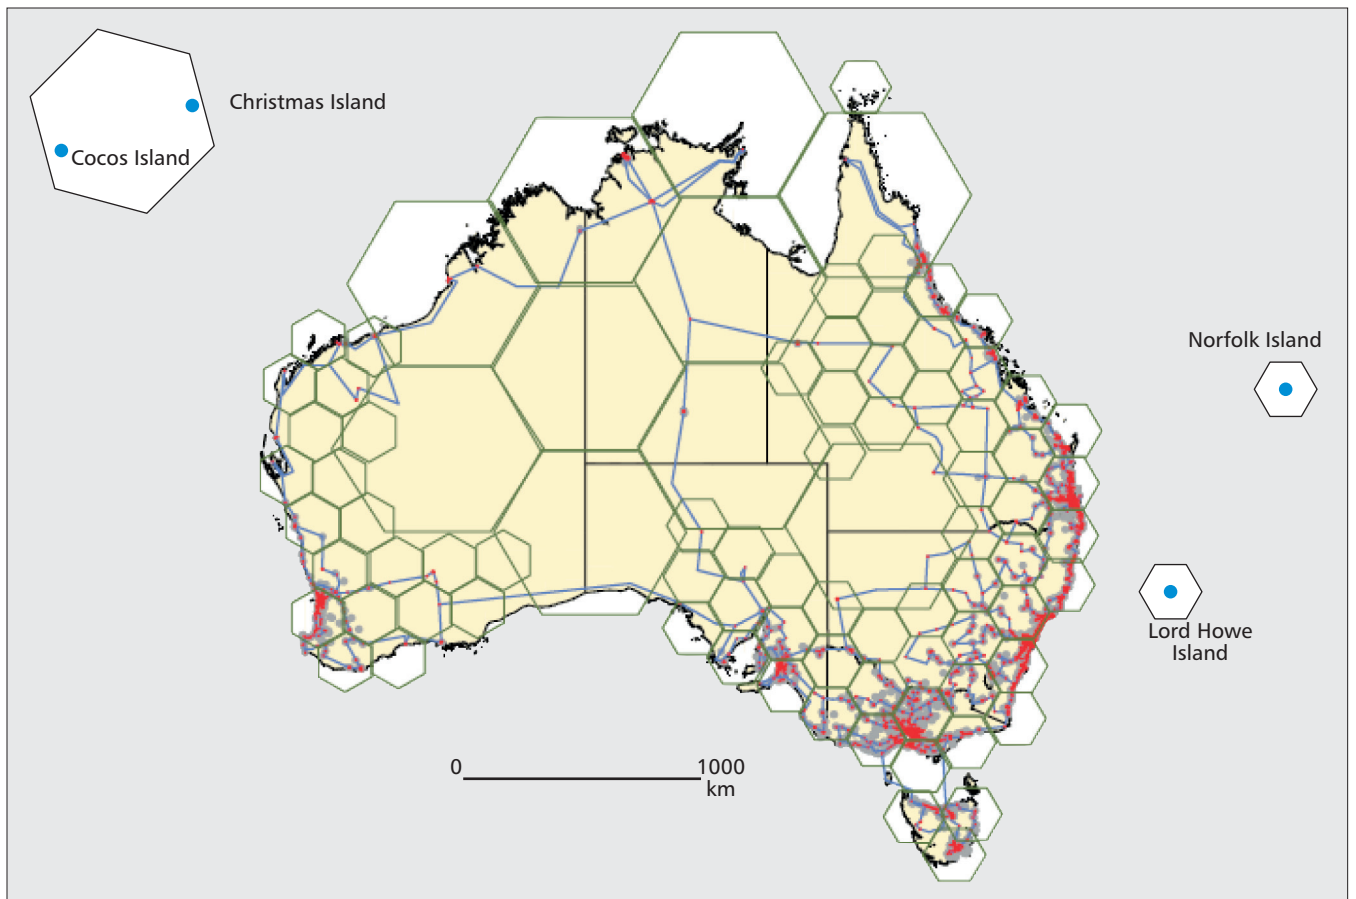 Christmas Island
Cocos Island
Norfolk Island
Lord Howe
Island
0 1000
km